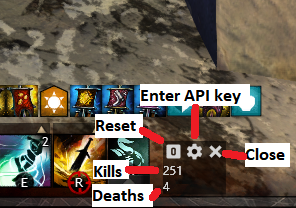 Enter API key
Reset
0
Close
2
Kills
251
E
R
Deaths
4